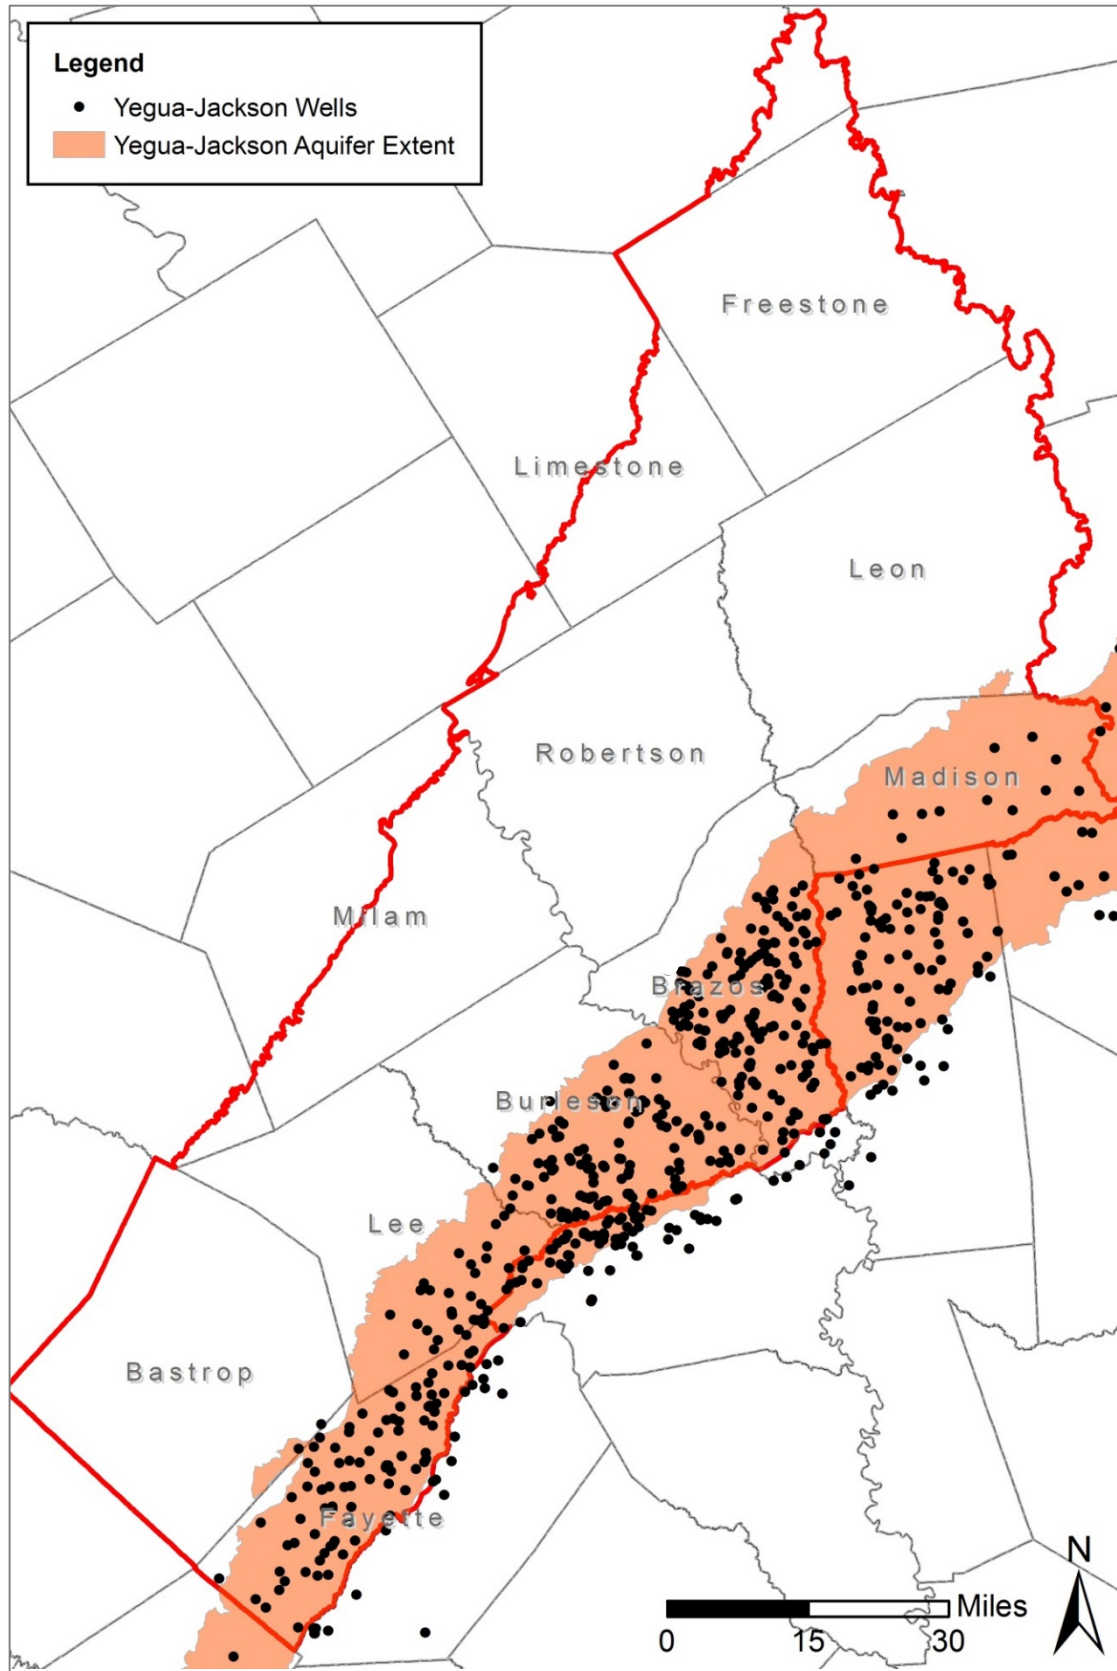 Legend
Yegua-Jackson Wells
Yegua-Jackson Aquifer Extent
Freestone
Limestone
Leon
Robertson
Madison
Milam
Brazos
Burleson
Lee
Bastrop
Fayette
N
Miles
0 15 30